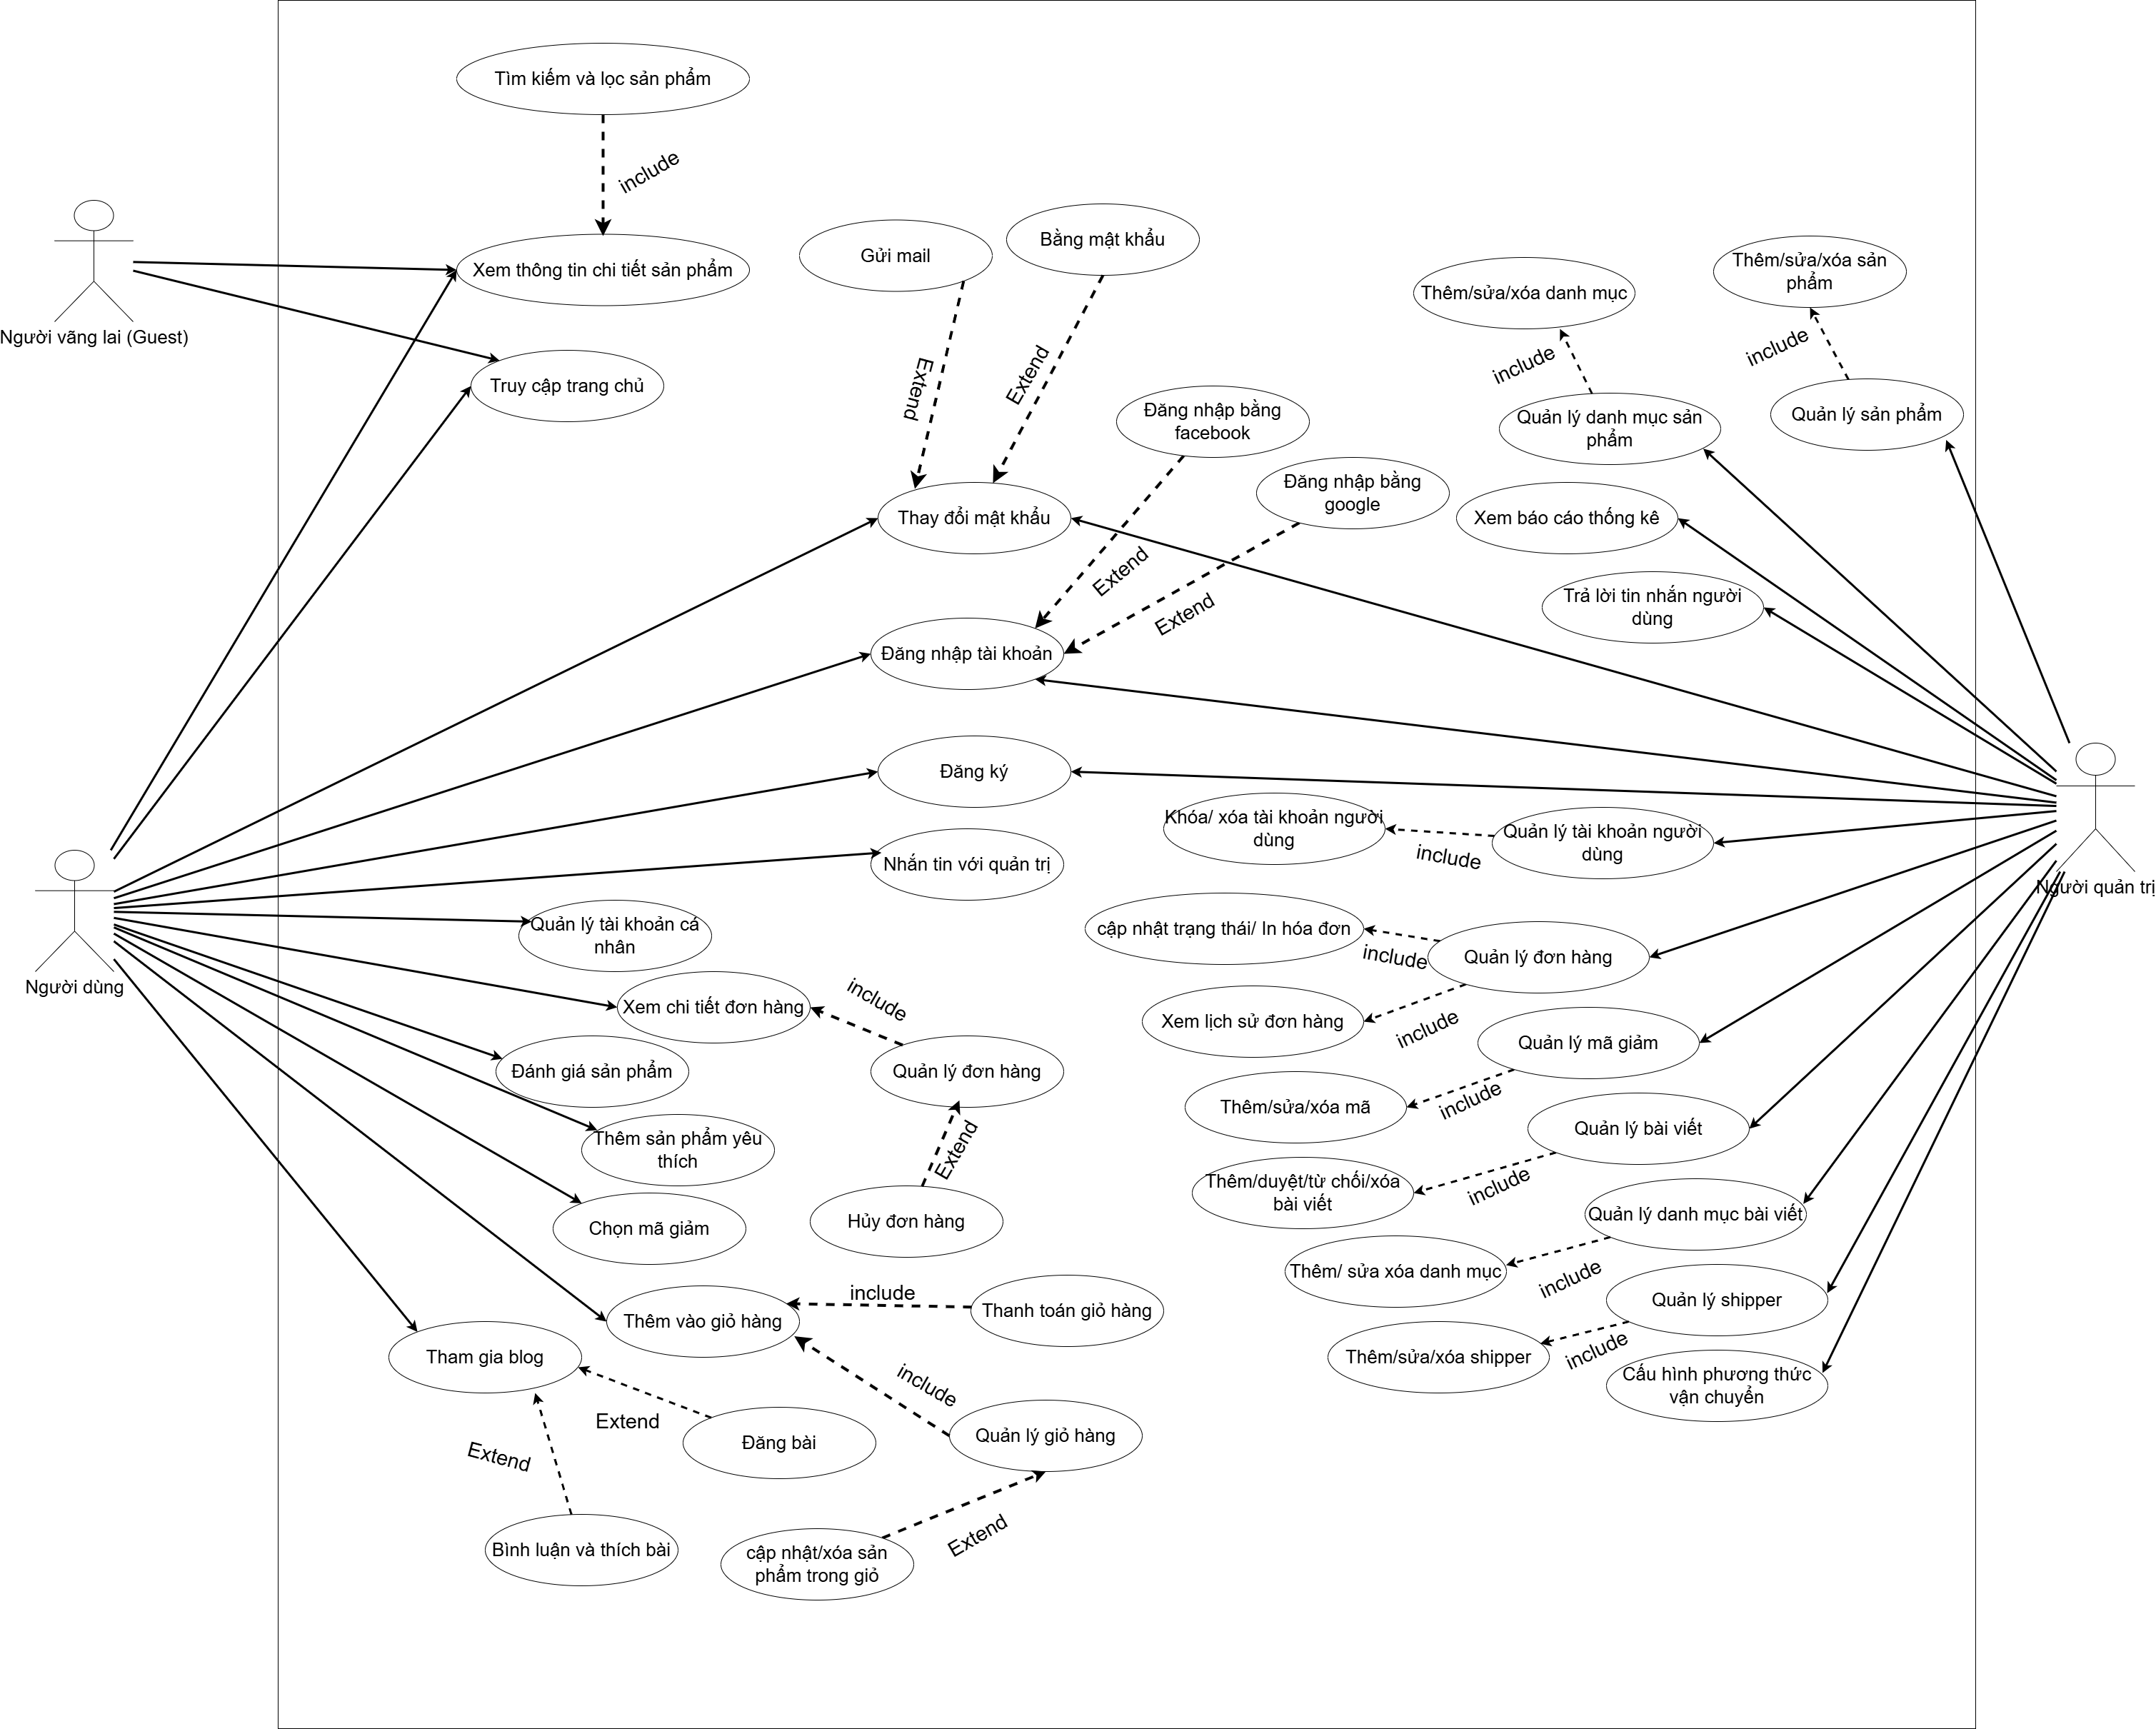 Tìm kiếm và lọc sản phẩm
include
Xem thông tin chi tiết sản phẩm
Người vãng lai (Guest)
Truy cập trang chủ
Gửi mail
Bằng mật khẩu
Extend
Extend
Đăng nhập bằng
facebook
Đăng nhập bằng
google
Thay đổi mật khẩu
Extend
Extend
Đăng nhập tài khoản
Đăng ký
Nhắn tin với quản trị
Thêm/sửa/xóa danh mục
Thêm/sửa/xóa sản
phẩm
include
include
Quản lý danh mục sản
phẩm
Quản lý sản phẩm
Xem báo cáo thống kê
Trả lời tin nhắn người
dùng
Người quản trị
Khóa/ xóa tài khoản người
dùng
include
Quản lý tài khoản người
dùng
cập nhật trạng thái/ In hóa đơn
include
Quản lý đơn hàng
Xem lịch sử đơn hàng
include
Quản lý mã giảm
Thêm/sửa/xóa mã
include
Quản lý bài viết
Thêm/duyệt/từ chối/xóa
bài viết
include
Quản lý danh mục bài viết
Thêm/ sửa xóa danh mục
include
Quản lý shipper
Thêm/sửa/xóa shipper
include
Cấu hình phương thức
vận chuyển
Người dùng
Quản lý tài khoản cá
nhân
Xem chi tiết đơn hàng
include
Quản lý đơn hàng
Đánh giá sản phẩm
Extend
Thêm sản phẩm yêu
thích
Hủy đơn hàng
Chọn mã giảm
Thêm vào giỏ hàng
include
Thanh toán giỏ hàng
Tham gia blog
include
Extend
Đăng bài
Quản lý giỏ hàng
Extend
Bình luận và thích bài
cập nhật/xóa sản
phẩm trong giỏ
Extend